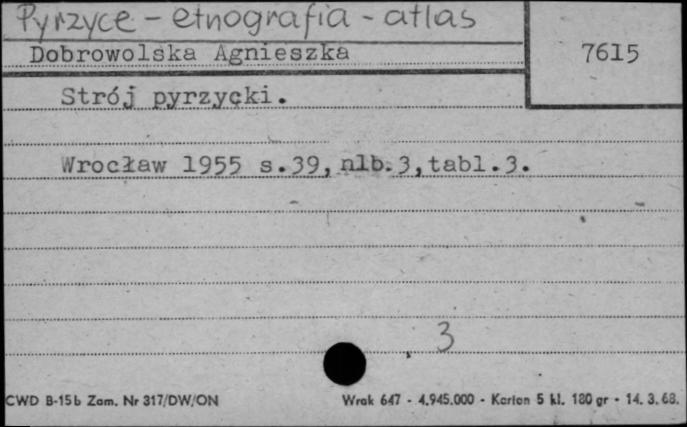 Pyrzyce - etnografia - atlas
Dobrowolska Agnieszka
7615
Strój pyrzycki.
Wrocław 1955 s.39, nlb.3, tabl.3.
3
CWD B-15b Zam. Nr 317/DW/ON
Wrak 647 - 4.945.000 - Karton 5 kl. 180 gr - 14. 3. 68.